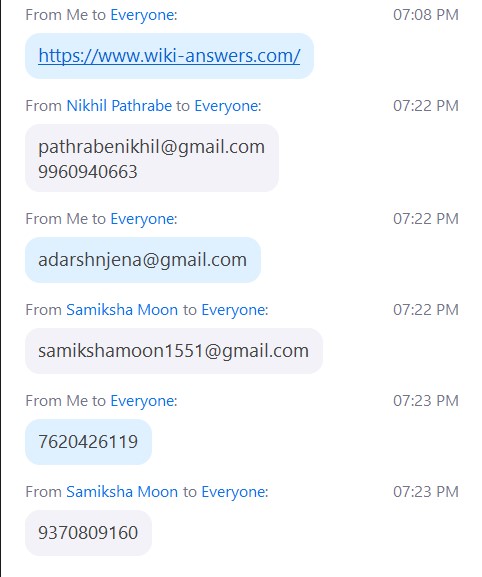 From Me to Everyone: 07:08 PM
https://www.wiki-answers.com/
From Nikhil Pathrabe to Everyone: 07:22 PM
pathrabenikhil@gmail.com
9960940663
From Me to Everyone: 07:22 PM
adarshnjena@gmail.com
From Samiksha Moon to Everyone: 07:22 PM
samikshamoon1551@gmail.com
From Me to Everyone: 07:23 PM
7620426119
From Samiksha Moon to Everyone: 07:23 PM
9370809160